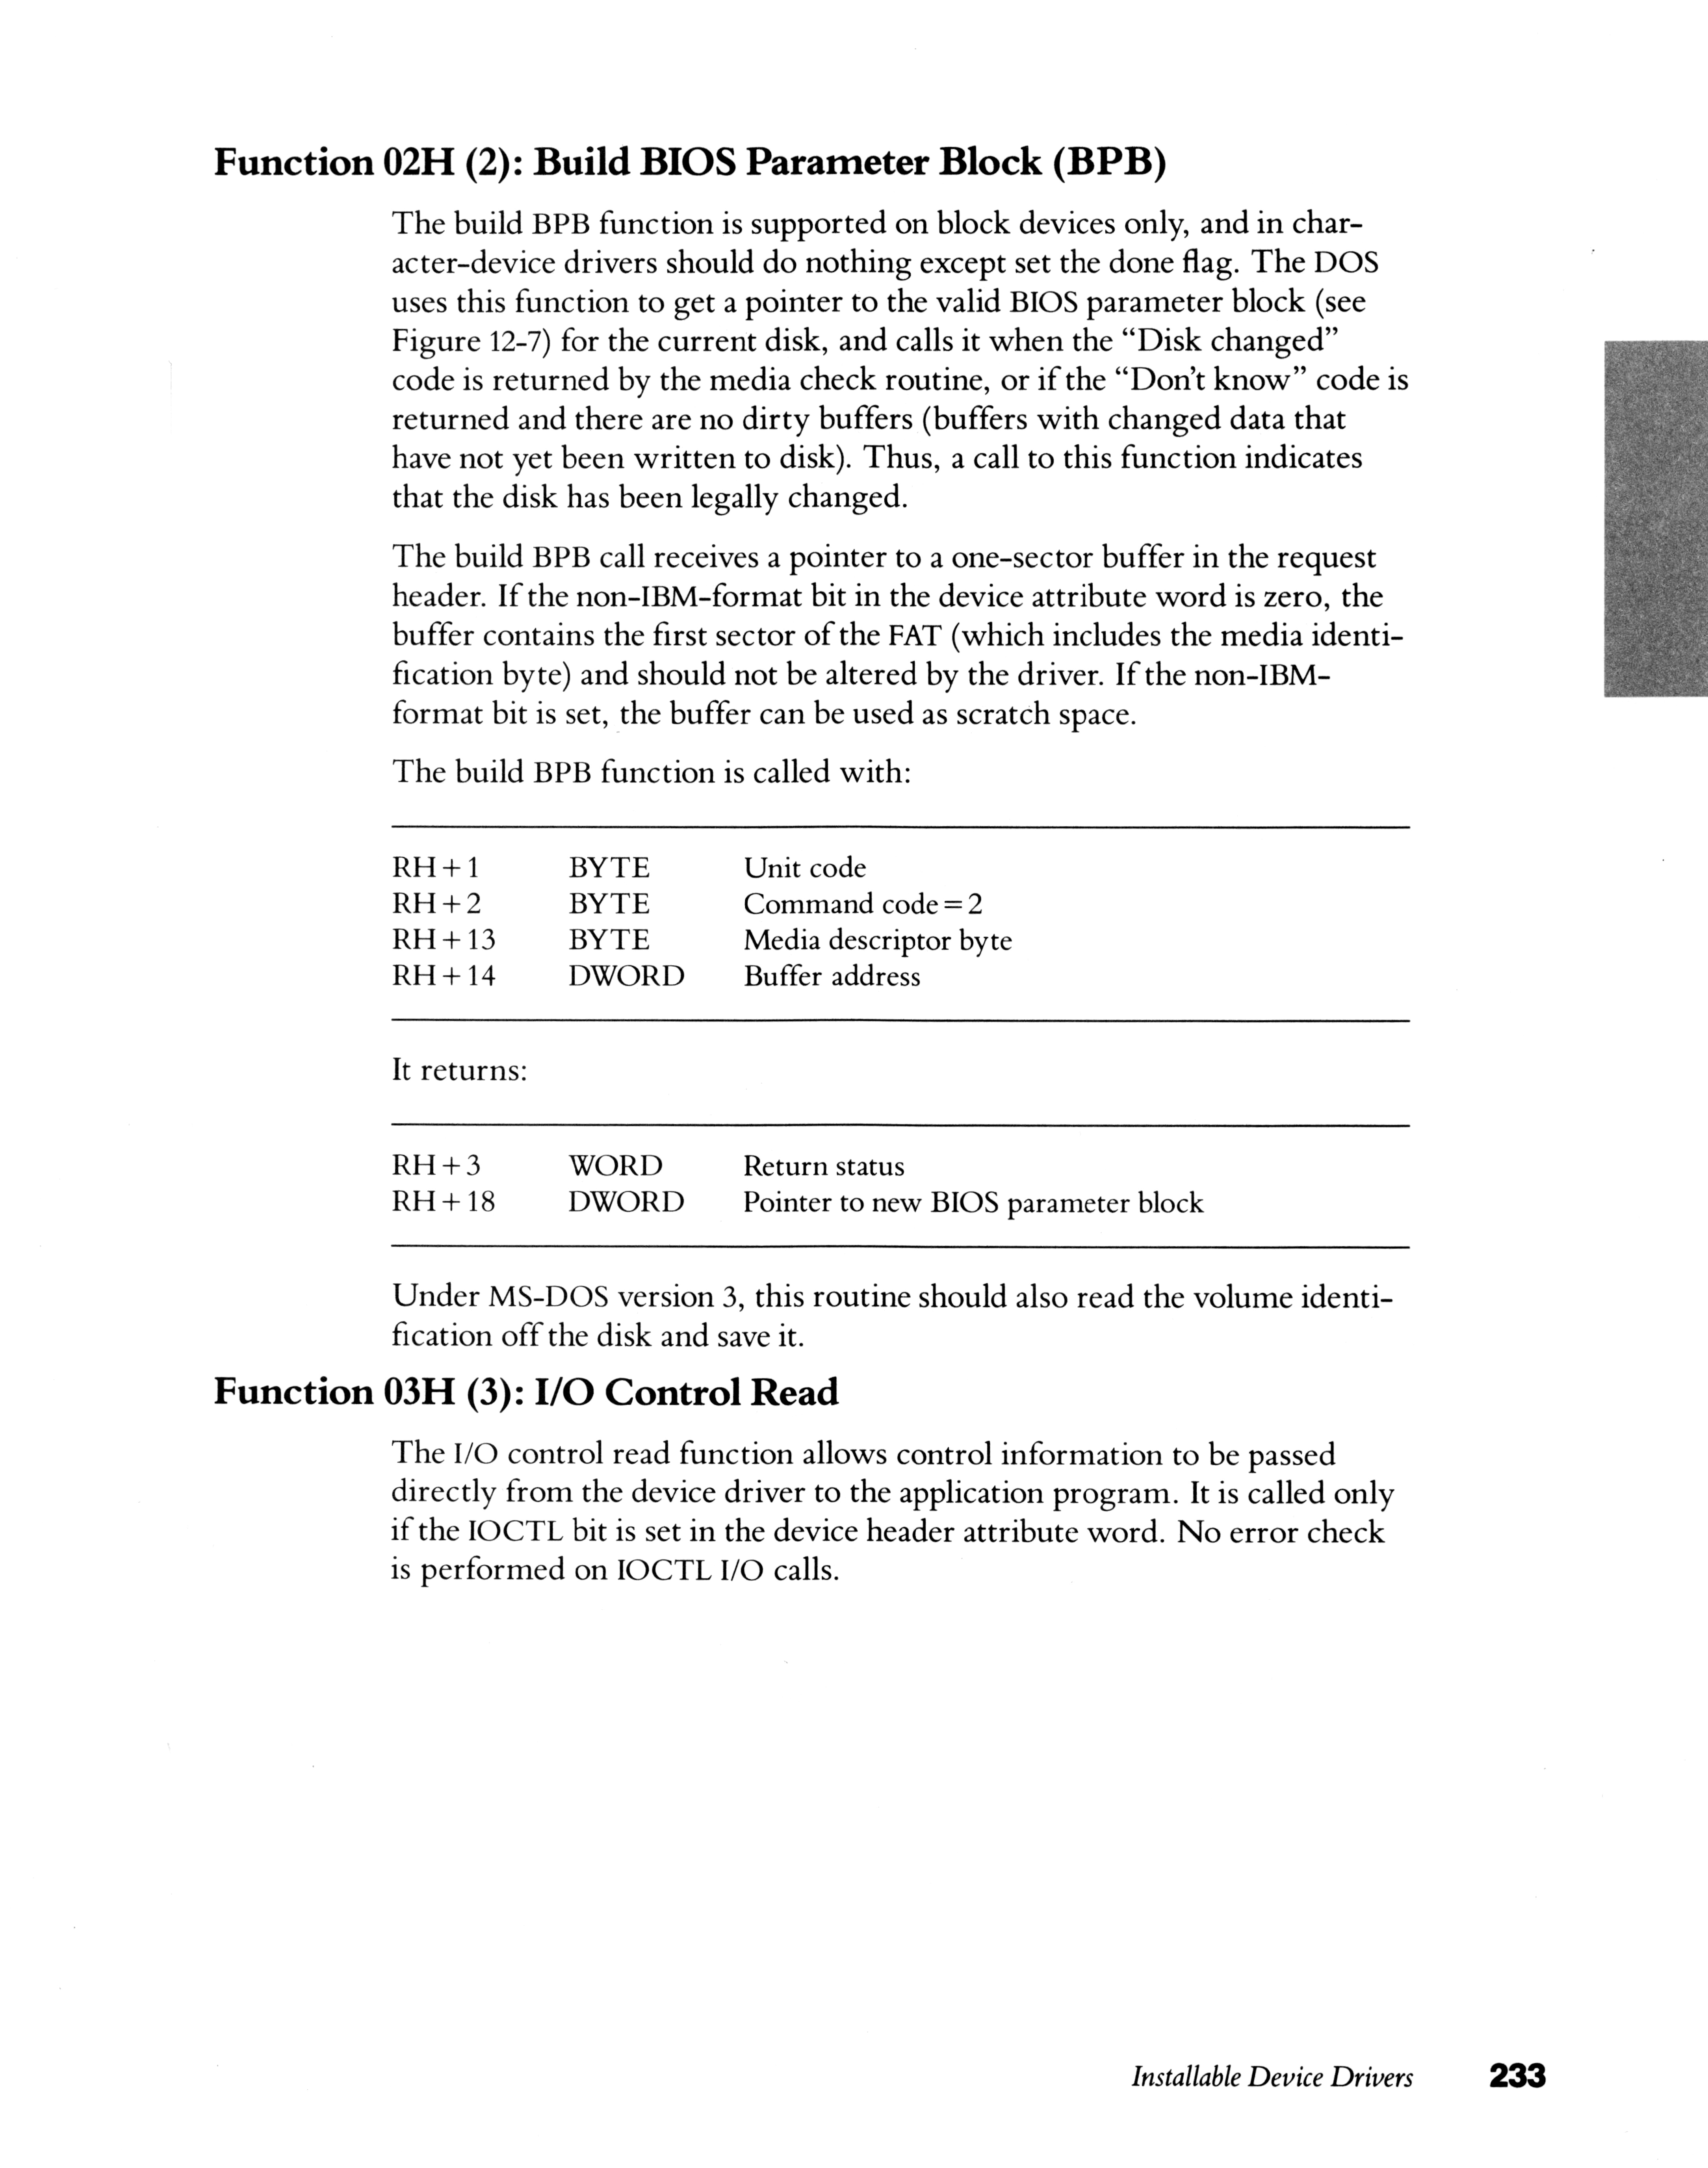 Function 02H (2): Build BIOS Parameter Block (BPB)
The build BPB function is supported on block devices only, and in char-
acter-device drivers should do nothing except set the done flag. The DOS
uses this function to get a pointer to the valid BIOS parameter block (see
Figure 12-7) for the current disk, and calls it when the “Disk changed”
code is returned by the media check routine, or if the “Don’t know” code is
returned and there are no dirty buffers (buffers with changed data that
have not yet been written to disk). Thus, a call to this function indicates
that the disk has been legally changed.
The build BPB call receives a pointer to a one-sector buffer in the request
header. If the non-IBM-format bit in the device attribute word is zero, the
buffer contains the first sector of the FAT (which includes the media identi-
fication byte) and should not be altered by the driver. If the non-IBM-
format bit is set, the buffer can be used as scratch space.
The build BPB function is called with:
RH+1 BYTE Unit code
RH+2 BYTE Command code=2
RH+13 BYTE Media descriptor byte
RH+14 DWORD Buffer address
It returns:
RH+3 WORD Return status
RH+18 DWORD Pointer to new BIOS parameter block
Under MS-DOS version 3, this routine should also read the volume identi-
fication off the disk and save it.
Function 03H (3): I/O Control Read
The I/O control read function allows control information to be passed
directly from the device driver to the application program. It is called only
if the IOCTL bit is set in the device header attribute word. No error check
is performed on IOCTL I/O calls.
Installable Device Drivers 233